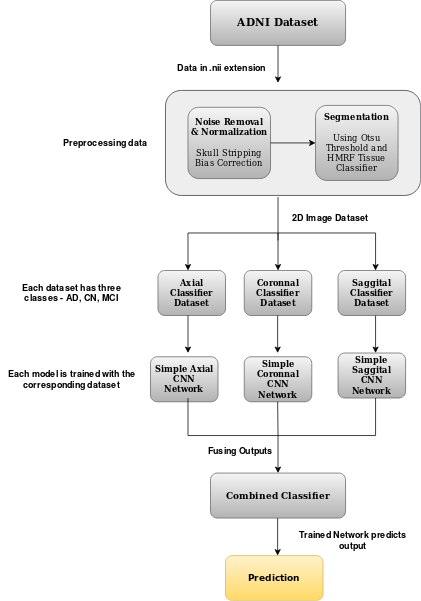 ADNI Dataset
Data in .nii extension
Preprocessing data
Noise Removal
& Normalization
Skull Stripping
Bias Correction
Segmentation
Using Otsu
Threshold and
HMRF Tissue
Classifier
2D Image Dataset
Each dataset has three
classes - AD, CN, MCI
Axial
Classifier
Dataset
Coronnal
Classifier
Dataset
Saggital
Classifier
Dataset
Each model is trained with the
corresponding dataset
Simple Axial
CNN
Network
Simple
Coronnal
CNN
Network
Simple
Saggital
CNN
Network
Fusing Outputs
Combined Classifier
Trained Network predicts
output
Prediction